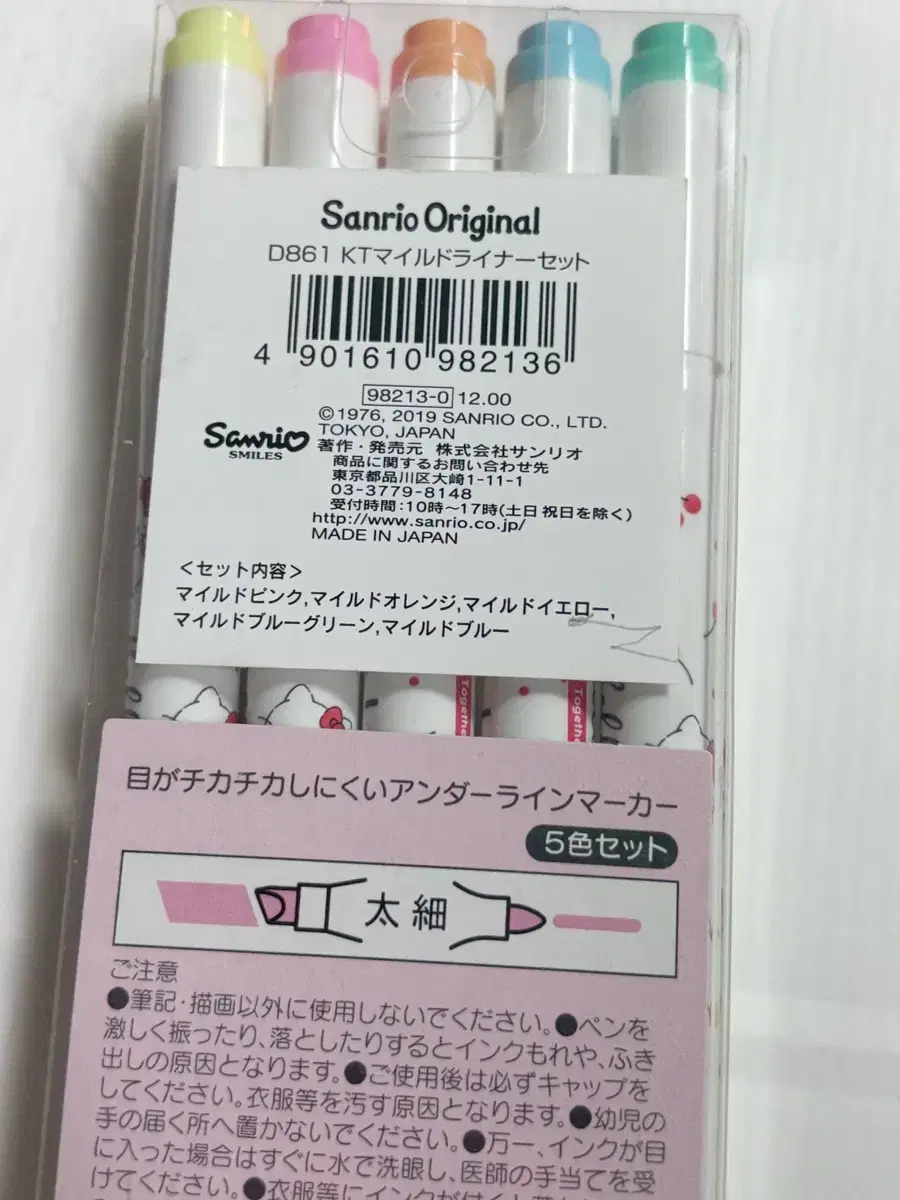 Sanrio Original
D861 KTマイルドライナーセット
4 901610 982136
98213-0 12.00
©1976, 2019 SANRIO CO., LTD.
TOKYO, JAPAN
Sanrio
SMILES
著作・発売元 株式会社サンリオ
商品に関するお問い合わせ先
東京都品川区大崎1-11-1
03-3779-8148
受付時間:10時〜17時(土日祝日を除く)
http://www.sanrio.co.jp/
MADE IN JAPAN
<セット内容>
マイルドピンク,マイルドオレンジ,マイルドイエロー,
マイルドブルーグリーン,マイルドブルー
目がチカチカしにくいアンダーラインマーカー
5色セット
太 細
ご注意
●筆記・描画以外に使用しないでください。●ペンを
激しく振ったり、落としたりするとインクもれや、ふき
出しの原因となります。●ご使用後は必ずキャップを
してください。衣服等を汚す原因となります。●幼児の
手の届く所へ置かないでください。●万一、インクが目
に入った場合はすぐに水で洗眼し、医師の手当てを受
けてください。●衣服等にインクが